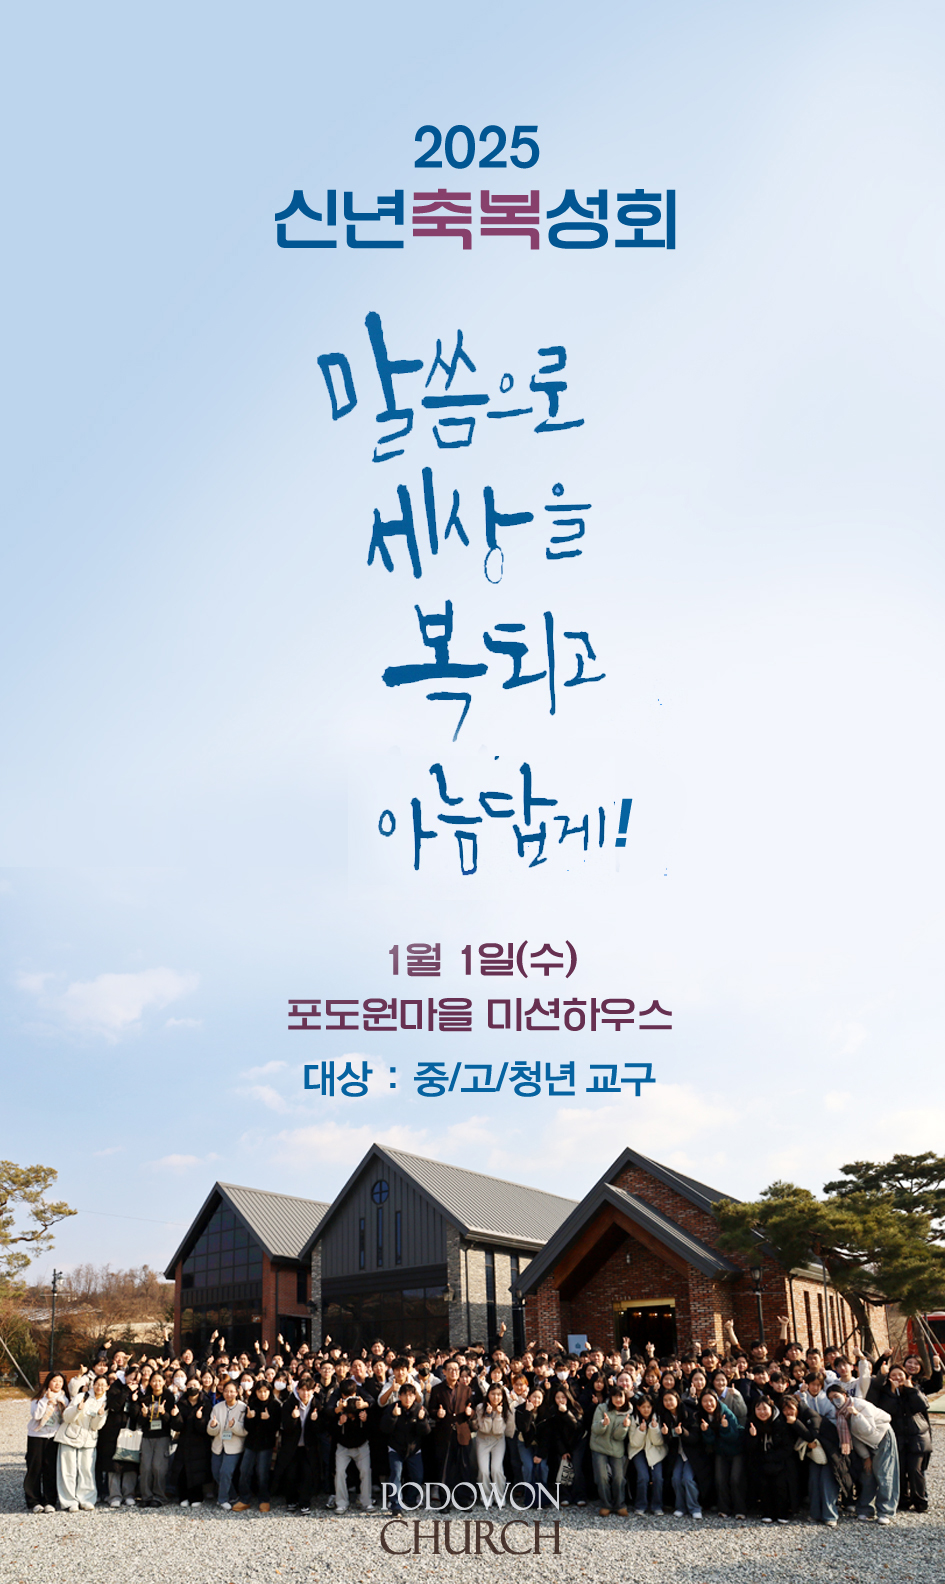 2025
신년축복성회
말씀으로
세상을
복되고
아름답게!
1월 1일(수)
포도원마을 미션하우스
대상 : 중/고/청년 교구
PODOWON
CHURCH